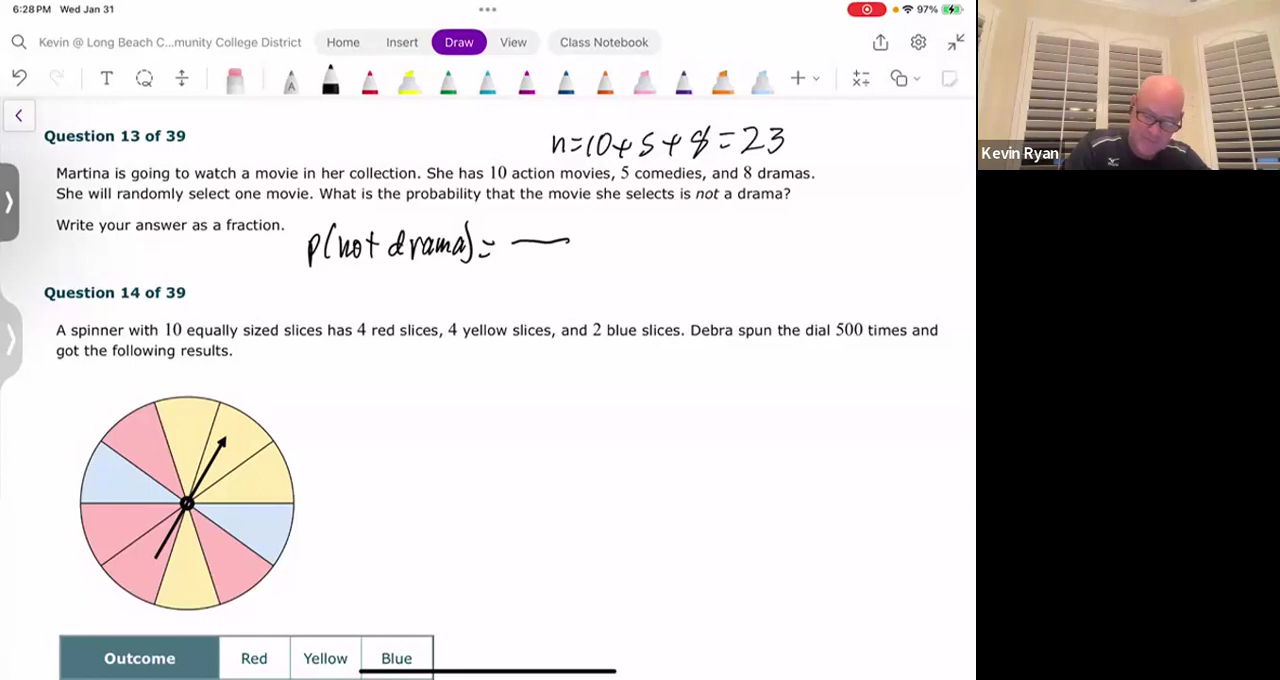 6:28 PM Wed Jan 31
97%
Kevin @ Long Beach C...munity College District
Home
Insert
Draw
View
Class Notebook
T
A
Question 13 of 39
n=10+5+8=23
Martina is going to watch a movie in her collection. She has 10 action movies, 5 comedies, and 8 dramas.
She will randomly select one movie. What is the probability that the movie she selects is not a drama?
Write your answer as a fraction.
P(not drama)=
Question 14 of 39
A spinner with 10 equally sized slices has 4 red slices, 4 yellow slices, and 2 blue slices. Debra spun the dial 500 times and
got the following results.
Outcome Red Yellow Blue
Kevin Ryan